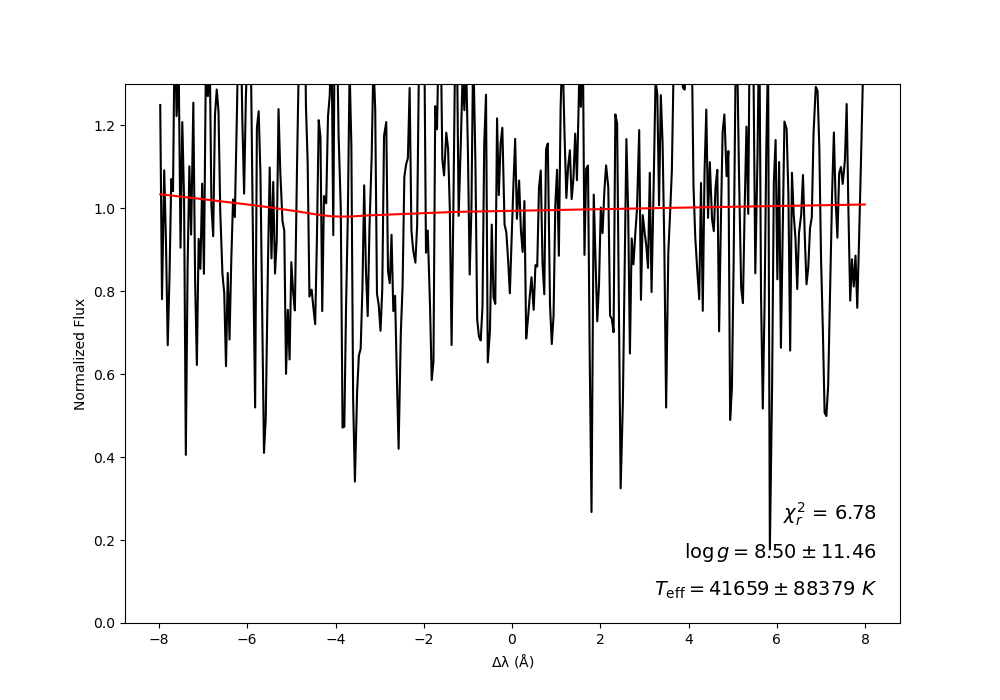 1.2
1.0
0.8
0.6
0.4
0.2
0.0
Normalized Flux
χ²ᵣ = 6.78
log g = 8.50 ± 11.46
T_eff = 41659 ± 88379 K
−8 −6 −4 −2 0 2 4 6 8
Δλ (Å)